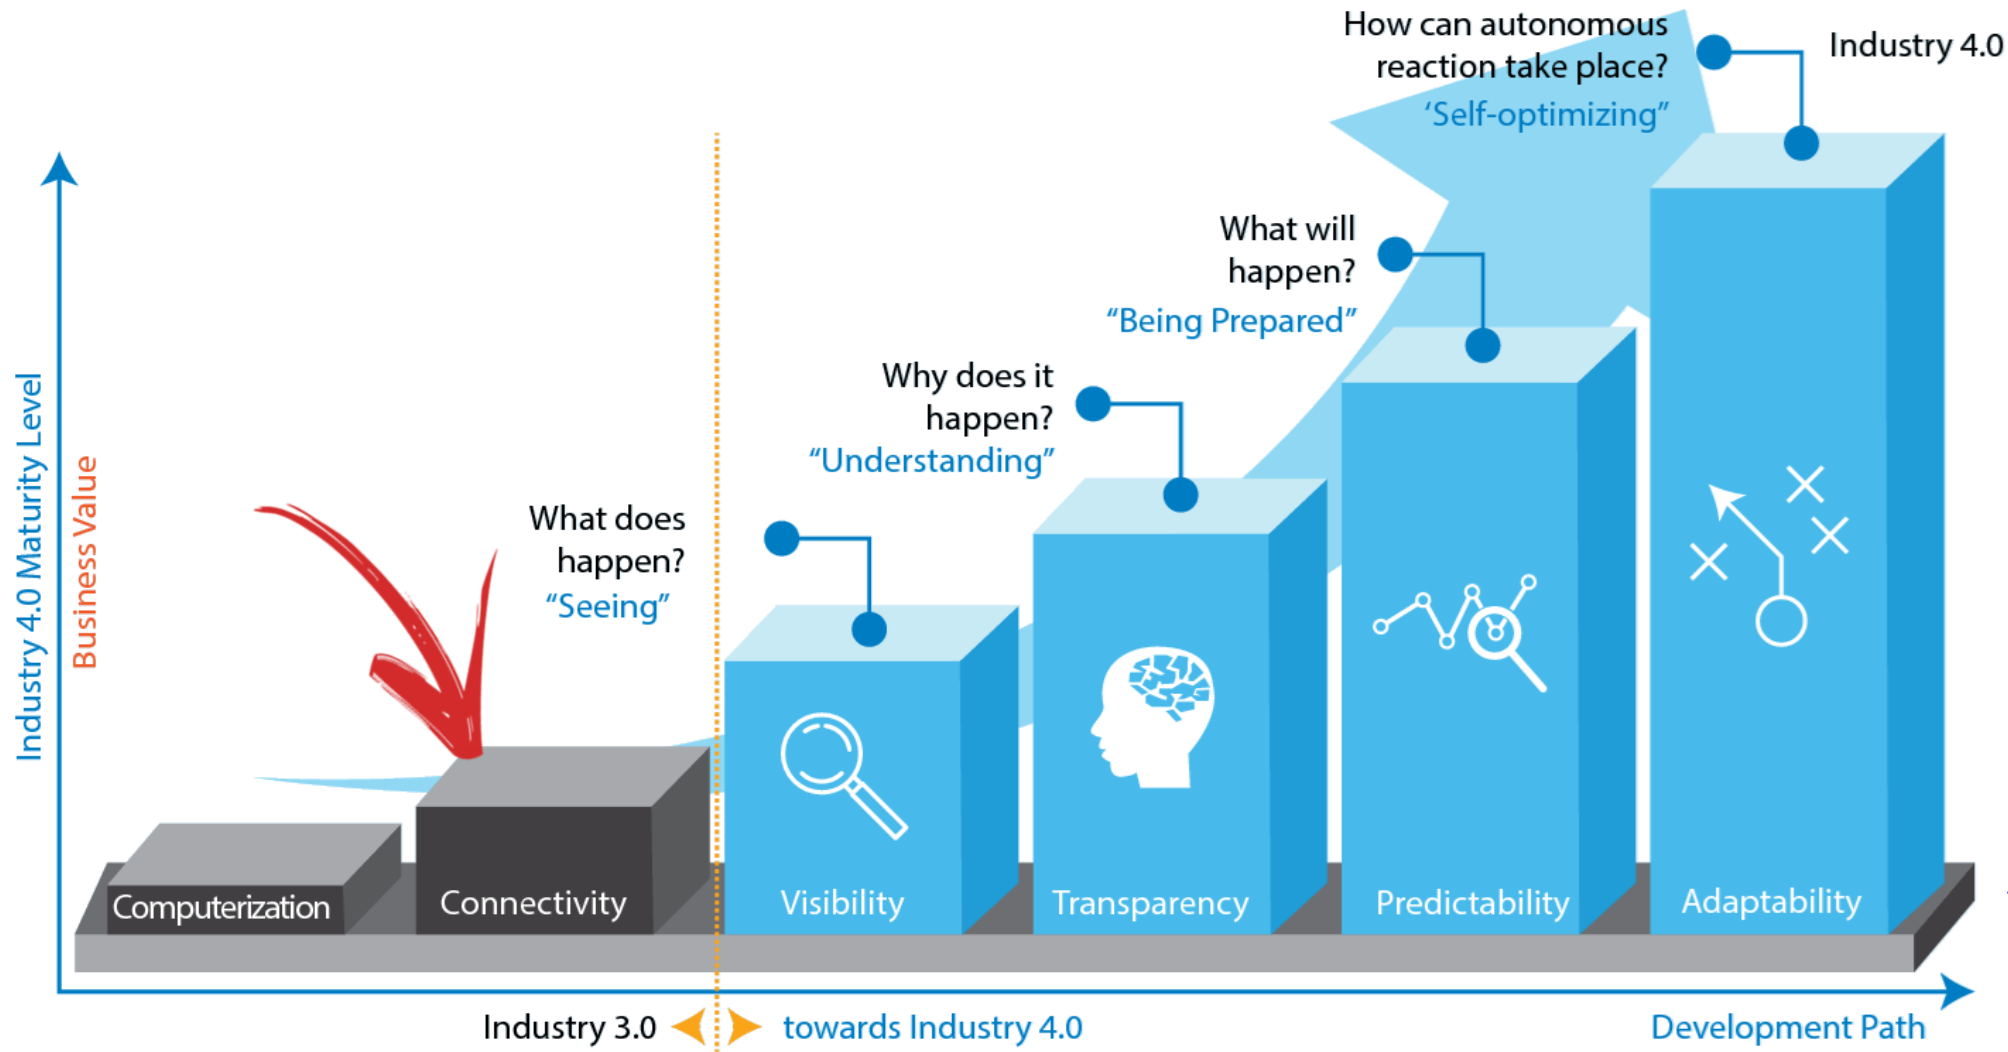 How can autonomous
reaction take place?
‘Self-optimizing”
Industry 4.0
What will
happen?
“Being Prepared”
Why does it
happen?
“Understanding”
What does
happen?
“Seeing”
Industry 4.0 Maturity Level
Business Value
Computerization
Connectivity
Visibility
Transparency
Predictability
Adaptability
Industry 3.0
towards Industry 4.0
Development Path